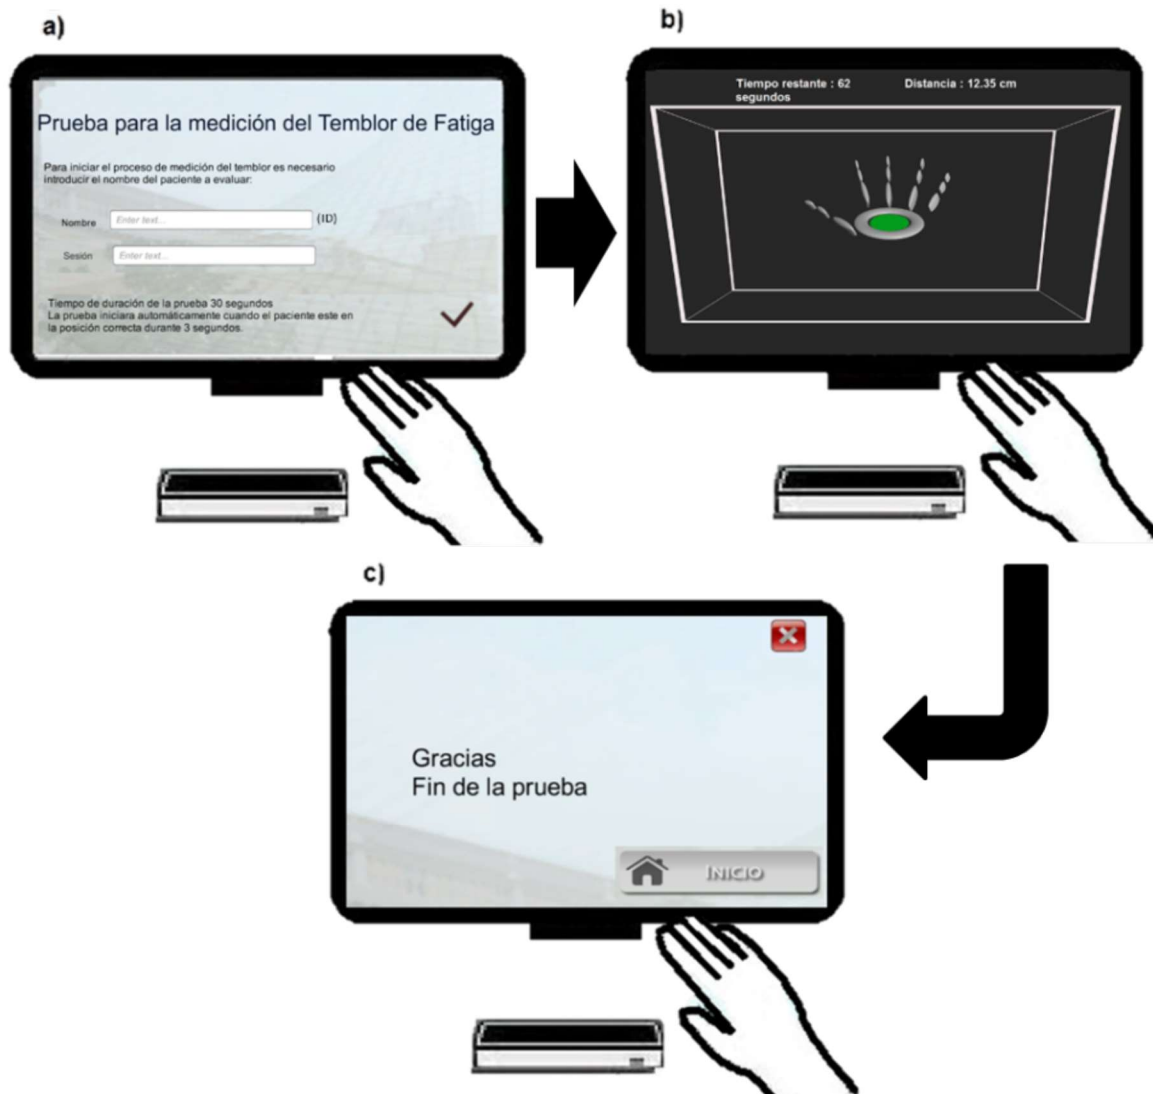 a)
Prueba para la medición del Temblor de Fatiga
Para iniciar el proceso de medición del temblor es necesario
introducir el nombre del paciente a evaluar:
Nombre Enter text... (ID)
Sesión Enter text...
Tiempo de duración de la prueba 30 segundos
La prueba iniciara automáticamente cuando el paciente este en
la posición correcta durante 3 segundos.
b)
Tiempo restante : 62
segundos
Distancia : 12.35 cm
c)
Gracias
Fin de la prueba
INICIO